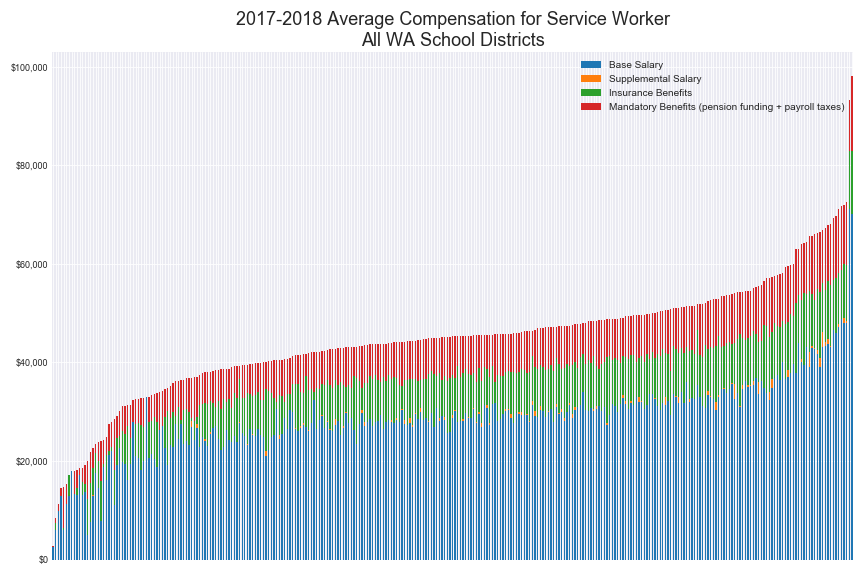 2017-2018 Average Compensation for Service Worker
All WA School Districts
$100,000
$80,000
$60,000
$40,000
$20,000
$0
Base Salary
Supplemental Salary
Insurance Benefits
Mandatory Benefits (pension funding + payroll taxes)